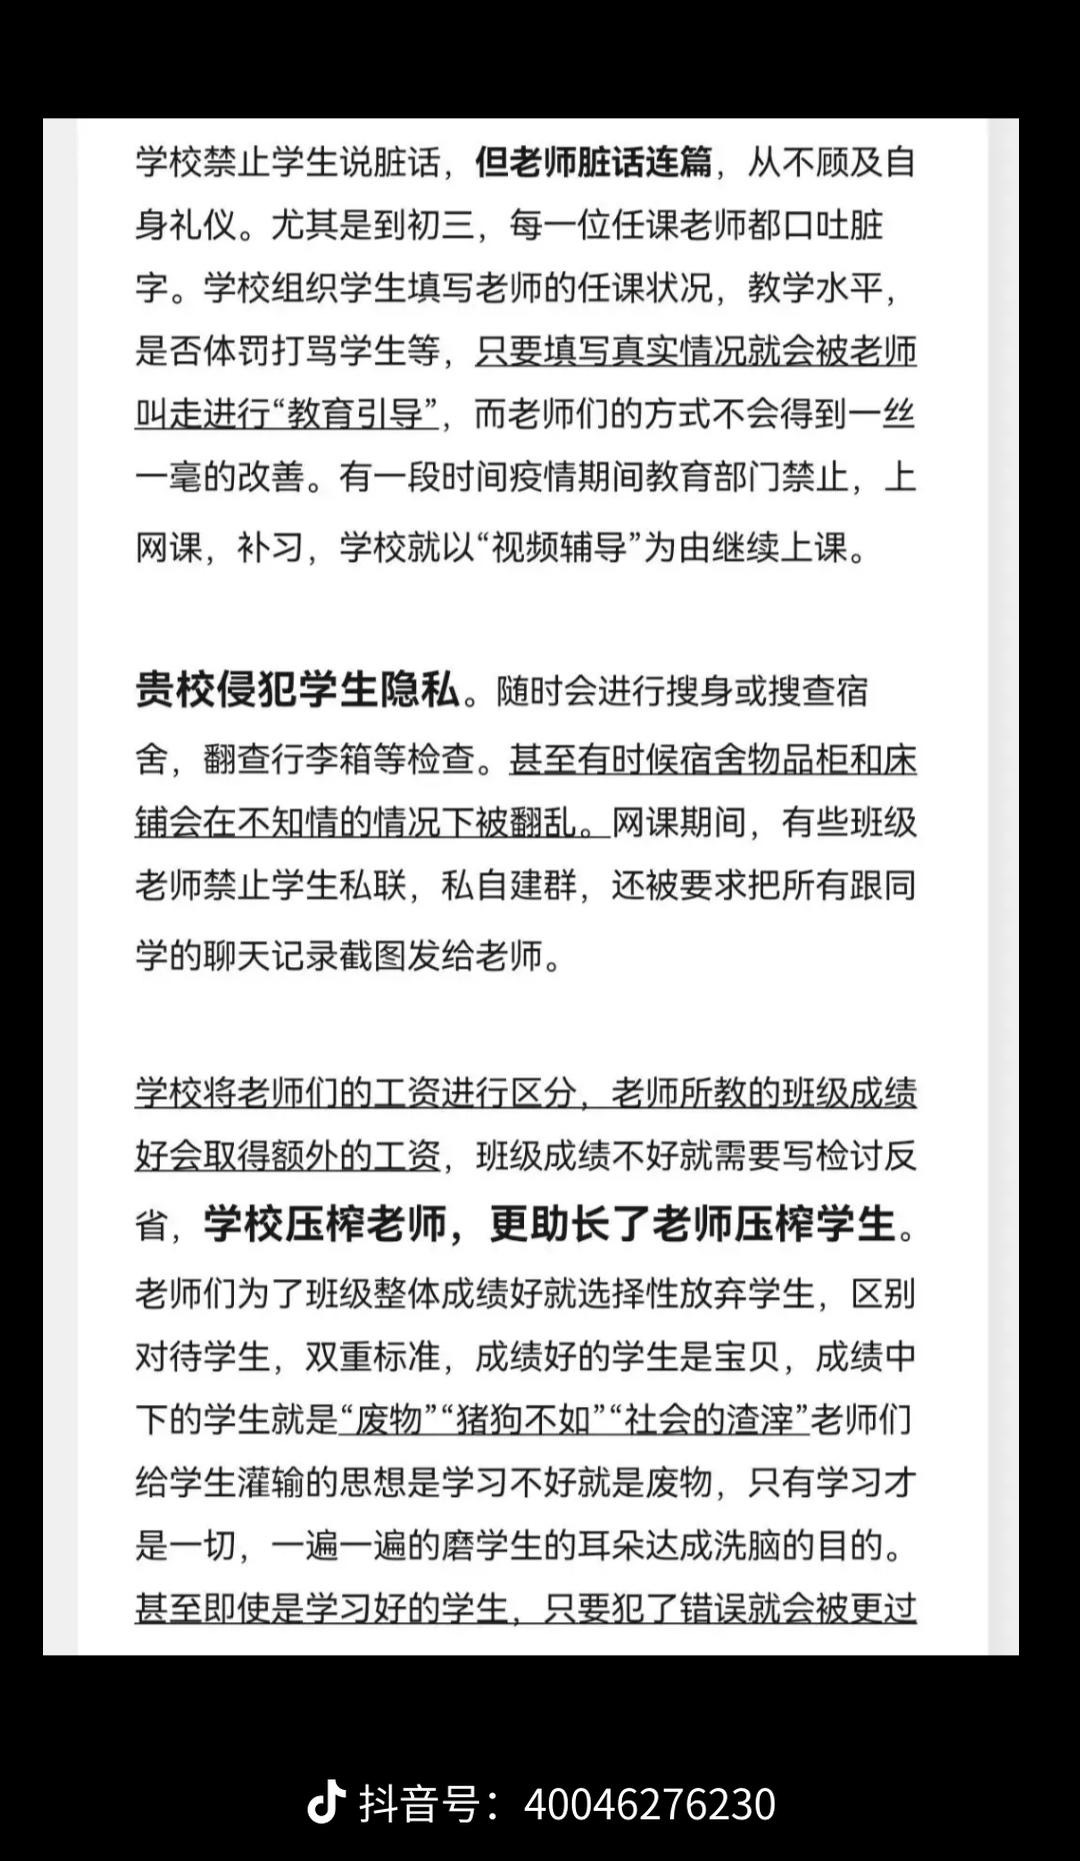 学校禁止学生说脏话，但老师脏话连篇，从不顾及自
身礼仪。尤其是到初三，每一位任课老师都口吐脏
字。学校组织学生填写老师的任课状况，教学水平，
是否体罚打骂学生等，只要填写真实情况就会被老师
叫走进行“教育引导”，而老师们的方式不会得到一丝
一毫的改善。有一段时间疫情期间教育部门禁止，上
网课，补习，学校就以“视频辅导”为由继续上课。
贵校侵犯学生隐私。随时会进行搜身或搜查宿
舍，翻查行李箱等检查。甚至有时候宿舍物品柜和床
铺会在不知情的情况下被翻乱。网课期间，有些班级
老师禁止学生私联，私自建群，还被要求把所有跟同
学的聊天记录截图发给老师。
学校将老师们的工资进行区分，老师所教的班级成绩
好会取得额外的工资，班级成绩不好就需要写检讨反
省，学校压榨老师，更助长了老师压榨学生。
老师们为了班级整体成绩好就选择性放弃学生，区别
对待学生，双重标准，成绩好的学生是宝贝，成绩中
下的学生就是“废物”“猪狗不如”“社会的渣滓”老师们
给学生灌输的思想是学习不好就是废物，只有学习才
是一切，一遍一遍的磨学生的耳朵达成洗脑的目的。
甚至即使是学习好的学生，只要犯了错误就会被更过
抖音号：40046276230